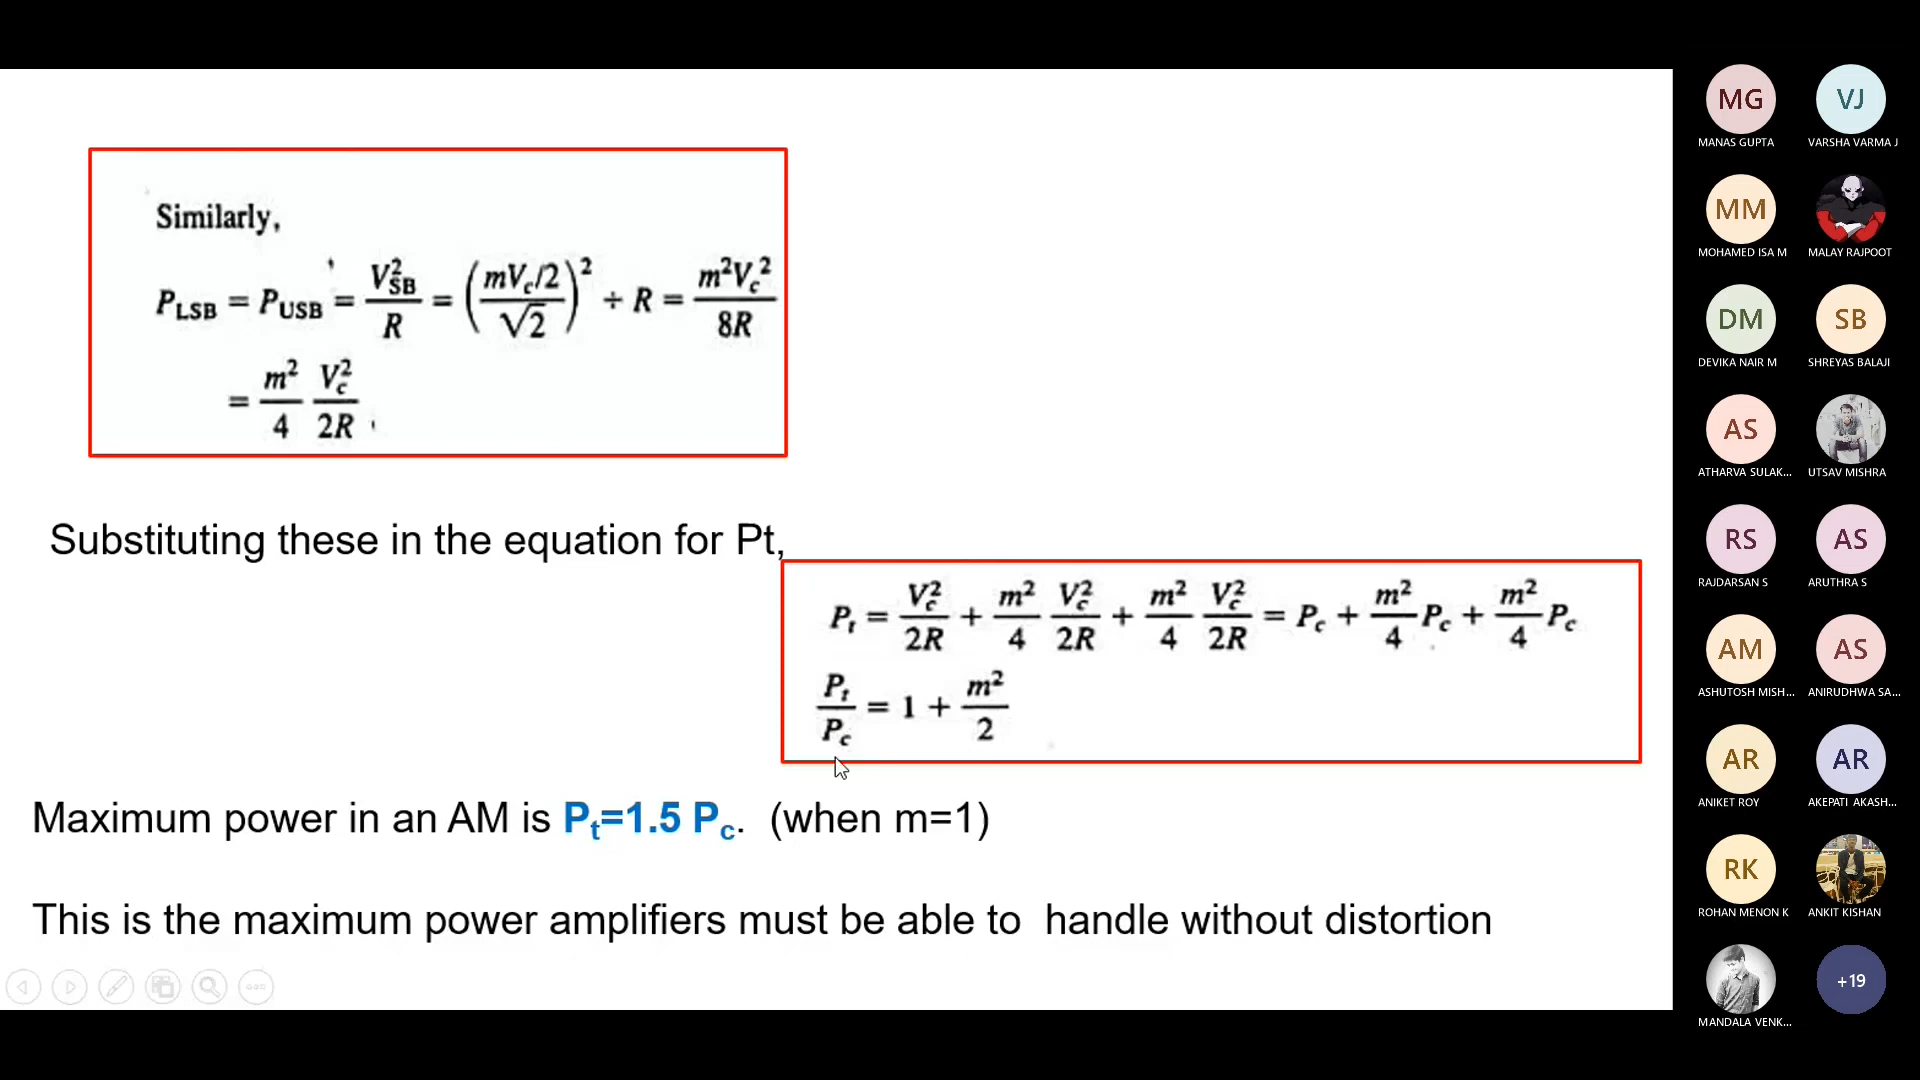 Similarly,
P_LSB = P_USB = V²_SB / R = ((mV_c/2) / √2)² ÷ R = m²V_c² / 8R
= m²/4 V_c²/2R
Substituting these in the equation for Pt,
P_t = V_c²/2R + m²/4 V_c²/2R + m²/4 V_c²/2R = P_c + m²/4 P_c + m²/4 P_c
P_t/P_c = 1 + m²/2
Maximum power in an AM is P_t=1.5 P_c. (when m=1)
This is the maximum power amplifiers must be able to handle without distortion
MG
VJ
MANAS GUPTA
VARSHA VARMA J
MM
MOHAMED ISA M
MALAY RAJPOOT
DM
SB
DEVIKA NAIR M
SHREYAS BALAJI
AS
ATHARVA SULAK...
UTSAV MISHRA
RS
AS
RAJDARSAN S
ARUTHRA S
AM
AS
ASHUTOSH MISH...
ANIRUDHWA SA...
AR
AR
ANIKET ROY
AKEPATI AKASH...
RK
ROHAN MENON K
ANKIT KISHAN
+19
MANDALA VENK...